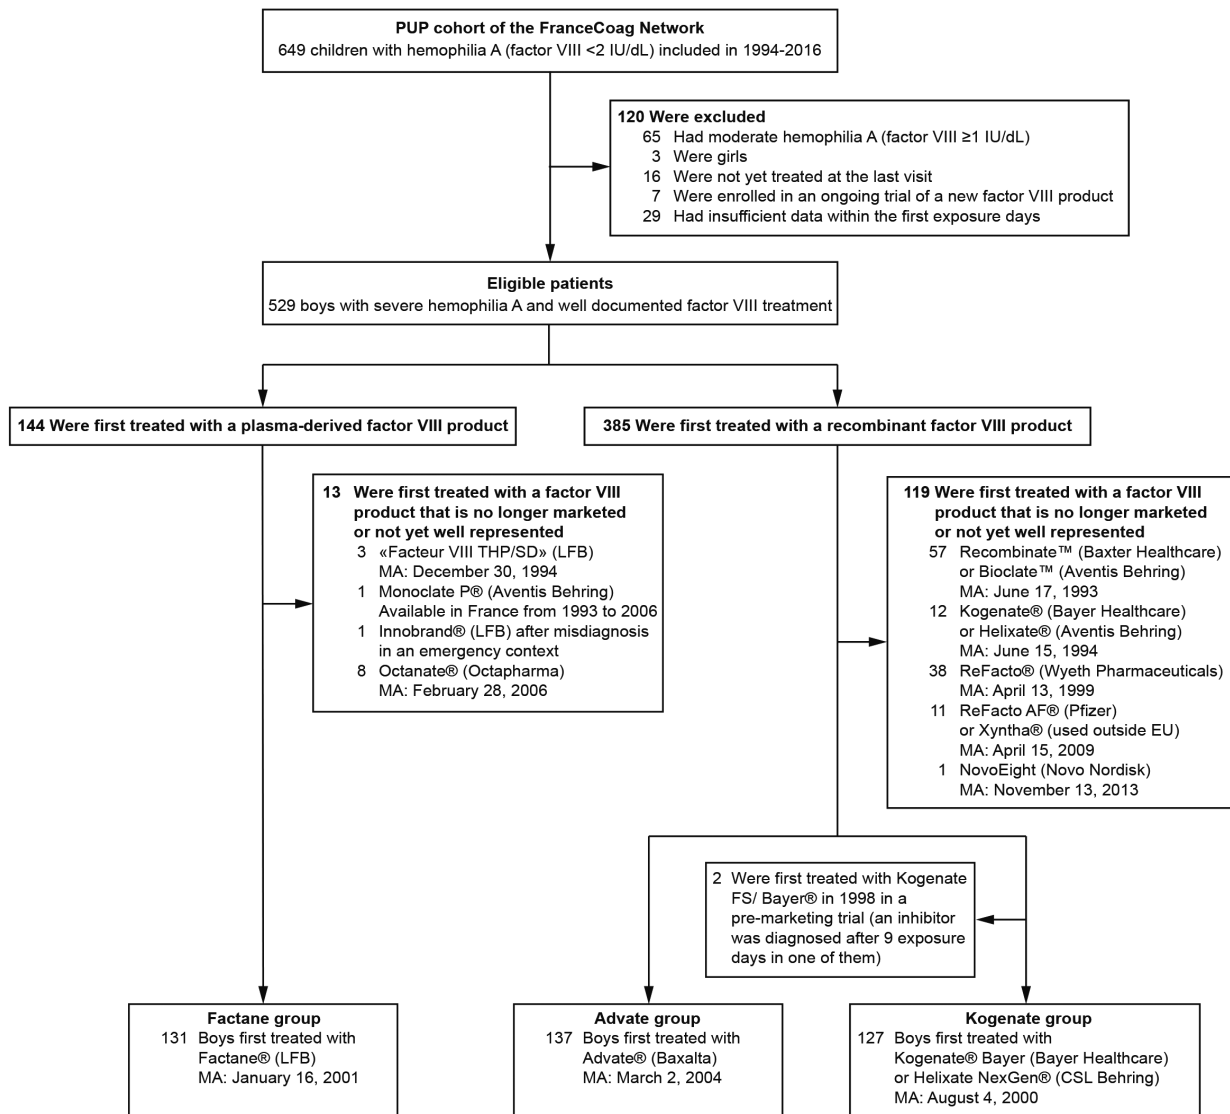 PUP cohort of the FranceCoag Network
649 children with hemophilia A (factor VIII <2 IU/dL) included in 1994-2016
120 Were excluded
65 Had moderate hemophilia A (factor VIII ≥1 IU/dL)
3 Were girls
16 Were not yet treated at the last visit
7 Were enrolled in an ongoing trial of a new factor VIII product
29 Had insufficient data within the first exposure days
Eligible patients
529 boys with severe hemophilia A and well documented factor VIII treatment
144 Were first treated with a plasma-derived factor VIII product
385 Were first treated with a recombinant factor VIII product
13 Were first treated with a factor VIII
product that is no longer marketed
or not yet well represented
3 «Facteur VIII THP/SD» (LFB)
MA: December 30, 1994
1 Monoclate P® (Aventis Behring)
Available in France from 1993 to 2006
1 Innobrand® (LFB) after misdiagnosis
in an emergency context
8 Octanate® (Octapharma)
MA: February 28, 2006
119 Were first treated with a factor VIII
product that is no longer marketed
or not yet well represented
57 Recombinate™ (Baxter Healthcare)
or Bioclate™ (Aventis Behring)
MA: June 17, 1993
12 Kogenate® (Bayer Healthcare)
or Helixate® (Aventis Behring)
MA: June 15, 1994
38 ReFacto® (Wyeth Pharmaceuticals)
MA: April 13, 1999
11 ReFacto AF® (Pfizer)
or Xyntha® (used outside EU)
MA: April 15, 2009
1 NovoEight (Novo Nordisk)
MA: November 13, 2013
2 Were first treated with Kogenate
FS/ Bayer® in 1998 in a
pre-marketing trial (an inhibitor
was diagnosed after 9 exposure
days in one of them)
Factane group
131 Boys first treated with
Factane® (LFB)
MA: January 16, 2001
Advate group
137 Boys first treated with
Advate® (Baxalta)
MA: March 2, 2004
Kogenate group
127 Boys first treated with
Kogenate® Bayer (Bayer Healthcare)
or Helixate NexGen® (CSL Behring)
MA: August 4, 2000